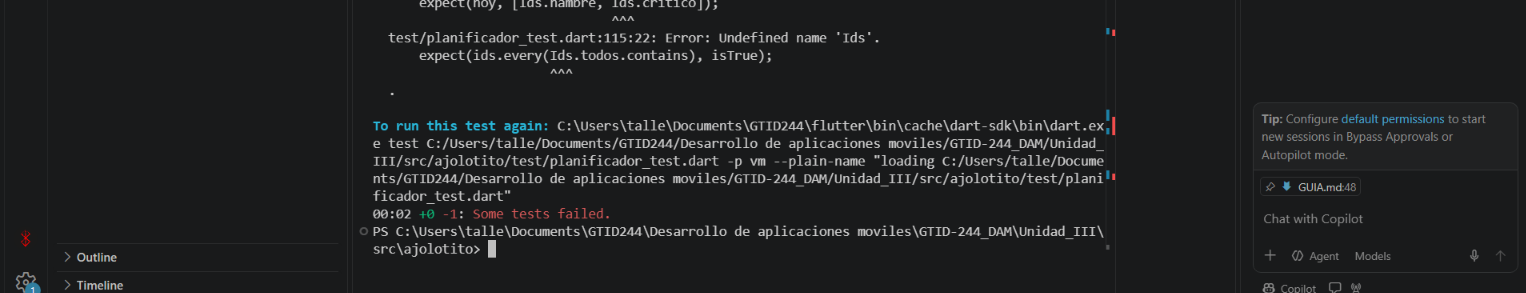 expect(hoy, [Ids.hambre, Ids.critico]);
^^^
test/planificador_test.dart:115:22: Error: Undefined name 'Ids'.
expect(ids.every(Ids.todos.contains), isTrue);
^^^
.
To run this test again: C:\Users\talle\Documents\GTID244\flutter\bin\cache\dart-sdk\bin\dart.ex
e test C:/Users/talle/Documents/GTID244/Desarrollo de aplicaciones moviles/GTID-244_DAM/Unidad_
III/src/ajolotito/test/planificador_test.dart -p vm --plain-name "loading C:/Users/talle/Docume
nts/GTID244/Desarrollo de aplicaciones moviles/GTID-244_DAM/Unidad_III/src/ajolotito/test/plani
ficador_test.dart"
00:02 +0 -1: Some tests failed.
PS C:\Users\talle\Documents\GTID244\Desarrollo de aplicaciones moviles\GTID-244_DAM\Unidad_III\
src\ajolotito>
Outline
Timeline
1
Tip: Configure default permissions to start
new sessions in Bypass Approvals or
Autopilot mode.
GUIA.md:48
Chat with Copilot
Agent Models
Copilot